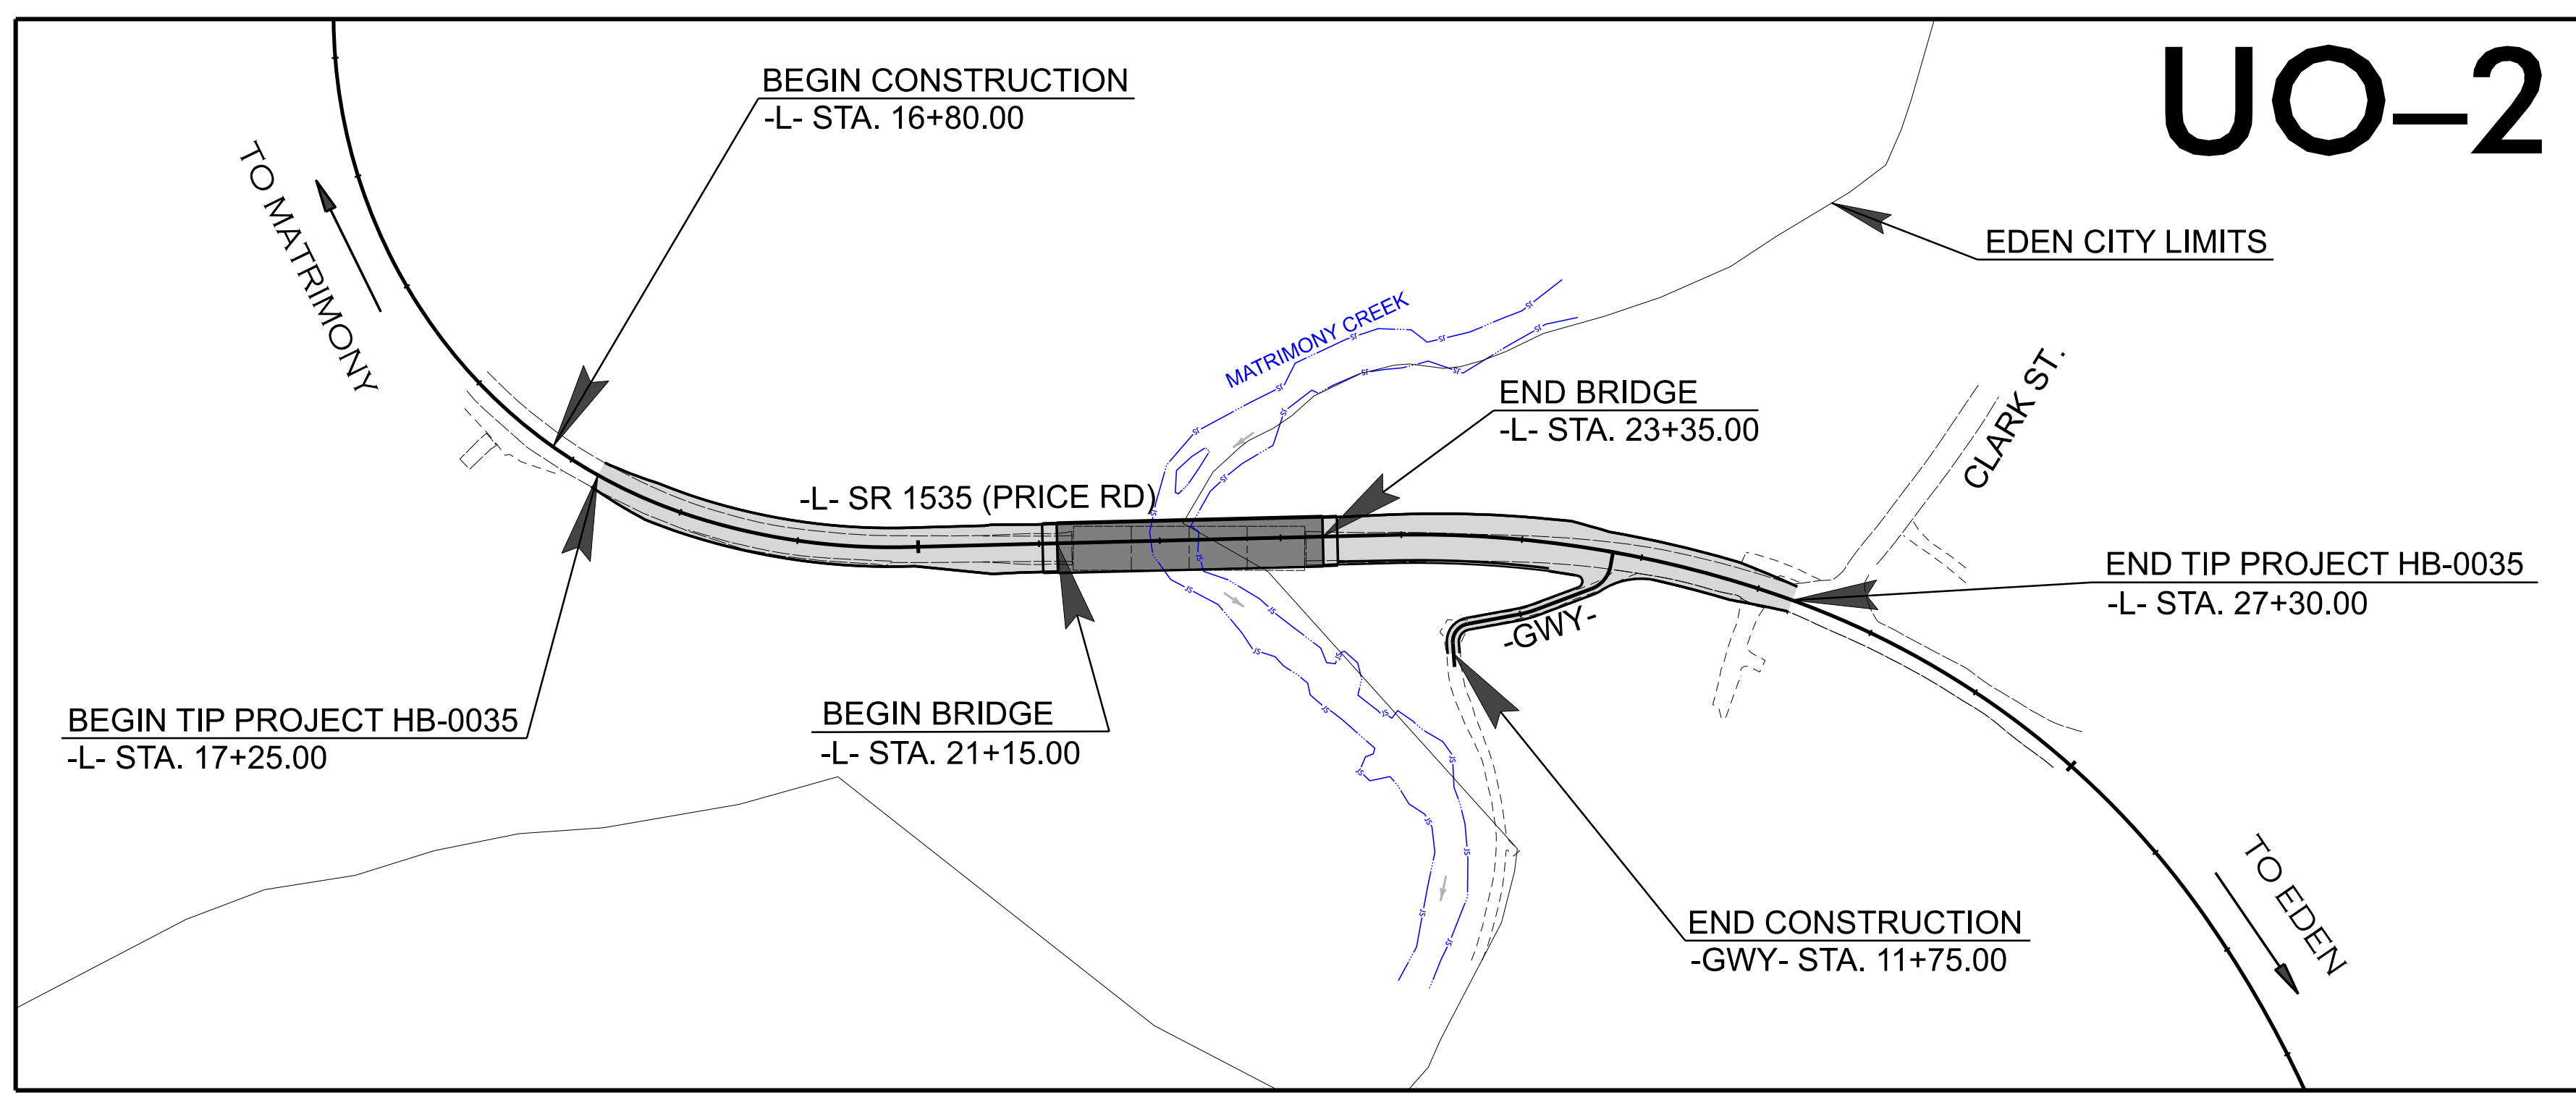 UO–2
BEGIN CONSTRUCTION
-L- STA. 16+80.00
TO MATRIMONY
EDEN CITY LIMITS
MATRIMONY CREEK
END BRIDGE
-L- STA. 23+35.00
CLARK ST.
-L- SR 1535 (PRICE RD)
END TIP PROJECT HB-0035
-L- STA. 27+30.00
-GWY-
BEGIN TIP PROJECT HB-0035
-L- STA. 17+25.00
BEGIN BRIDGE
-L- STA. 21+15.00
END CONSTRUCTION
-GWY- STA. 11+75.00
TO EDEN